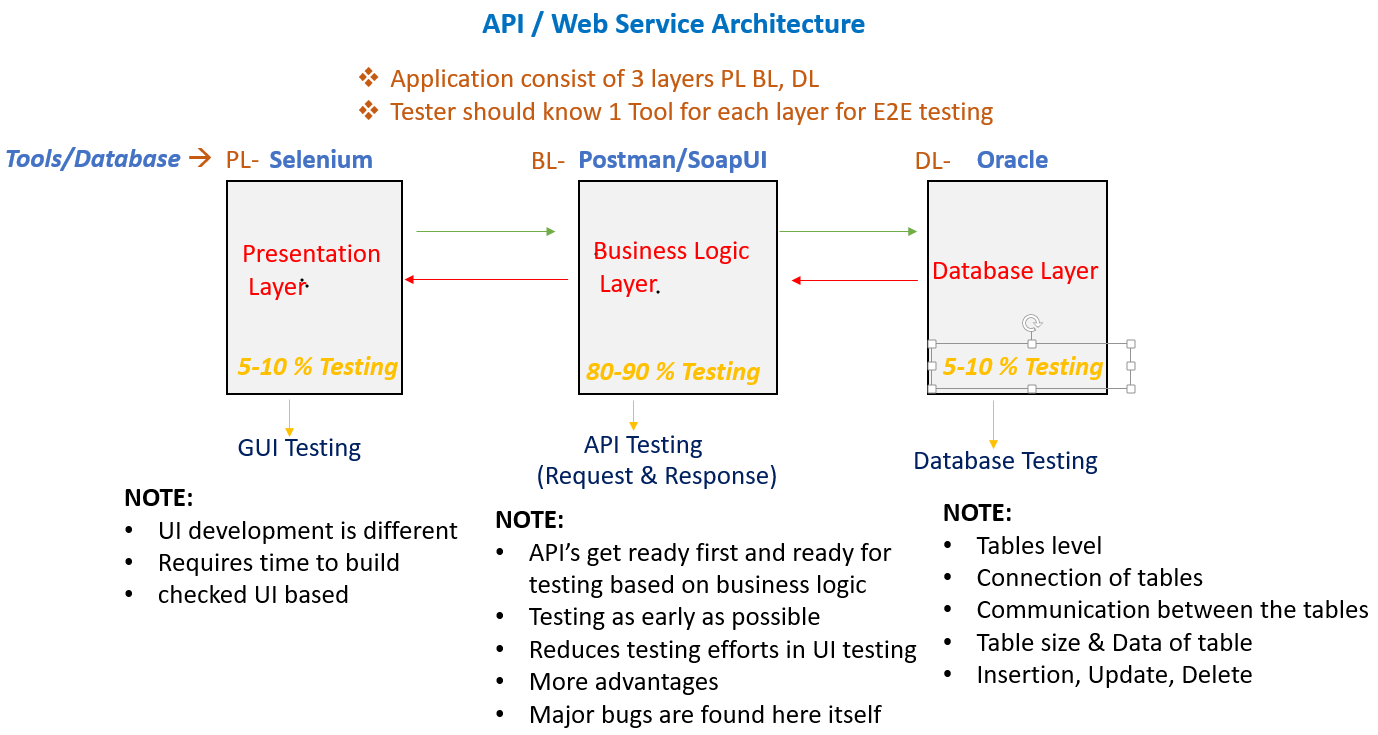 API / Web Service Architecture
❖ Application consist of 3 layers PL BL, DL
❖ Tester should know 1 Tool for each layer for E2E testing
Tools/Database → PL- Selenium BL- Postman/SoapUI DL- Oracle
Presentation
Layer
5-10 % Testing
Business Logic
Layer
80-90 % Testing
Database Layer
5-10 % Testing
GUI Testing
NOTE:
• UI development is different
• Requires time to build
• checked UI based
API Testing
(Request & Response)
NOTE:
• API's get ready first and ready for
testing based on business logic
• Testing as early as possible
• Reduces testing efforts in UI testing
• More advantages
• Major bugs are found here itself
Database Testing
NOTE:
• Tables level
• Connection of tables
• Communication between the tables
• Table size & Data of table
• Insertion, Update, Delete